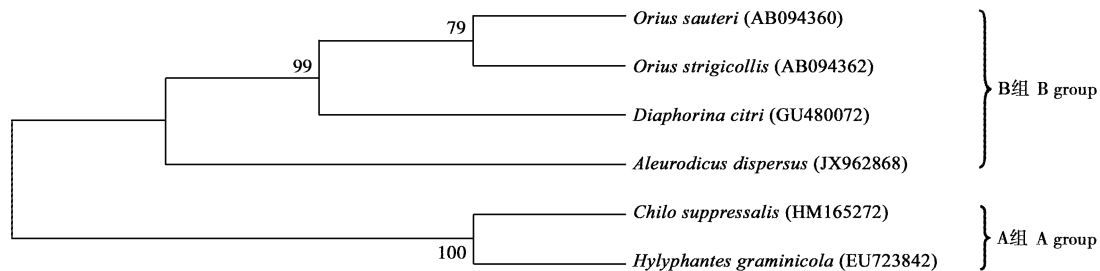 79
Orius sauteri (AB094360)
99
Orius strigicollis (AB094362)
B组 B group
Diaphorina citri (GU480072)
Aleurodicus dispersus (JX962868)
Chilo suppressalis (HM165272)
A组 A group
100
Hylyphantes graminicola (EU723842)